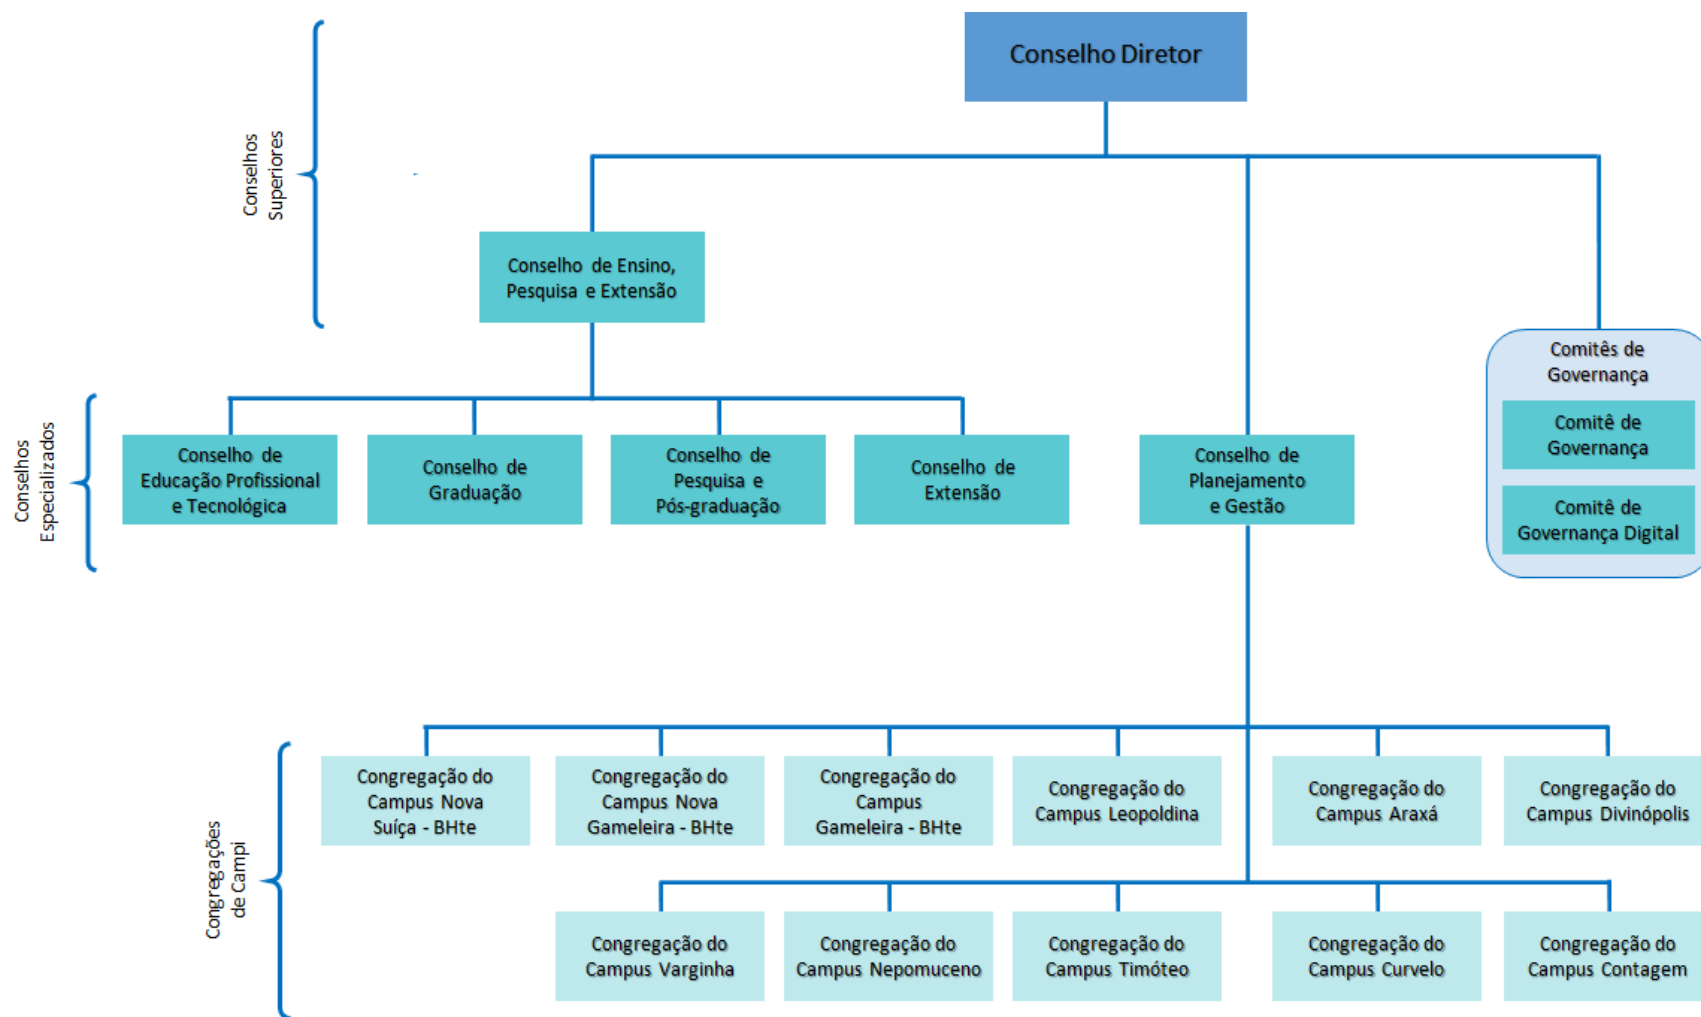 Conselho Diretor
Conselhos
Superiores
Conselho de Ensino,
Pesquisa e Extensão
Comitês de
Governança
Comitê de
Governança
Comitê de
Governança Digital
Conselhos
Especializados
Conselho de
Educação Profissional
e Tecnológica
Conselho de
Graduação
Conselho de
Pesquisa e
Pós-graduação
Conselho de
Extensão
Conselho de
Planejamento
e Gestão
Congregações
de Campi
Congregação do
Campus Nova
Suíça - BHte
Congregação do
Campus Nova
Gameleira - BHte
Congregação do
Campus
Gameleira - BHte
Congregação do
Campus Leopoldina
Congregação do
Campus Araxá
Congregação do
Campus Divinópolis
Congregação do
Campus Varginha
Congregação do
Campus Nepomuceno
Congregação do
Campus Timóteo
Congregação do
Campus Curvelo
Congregação do
Campus Contagem